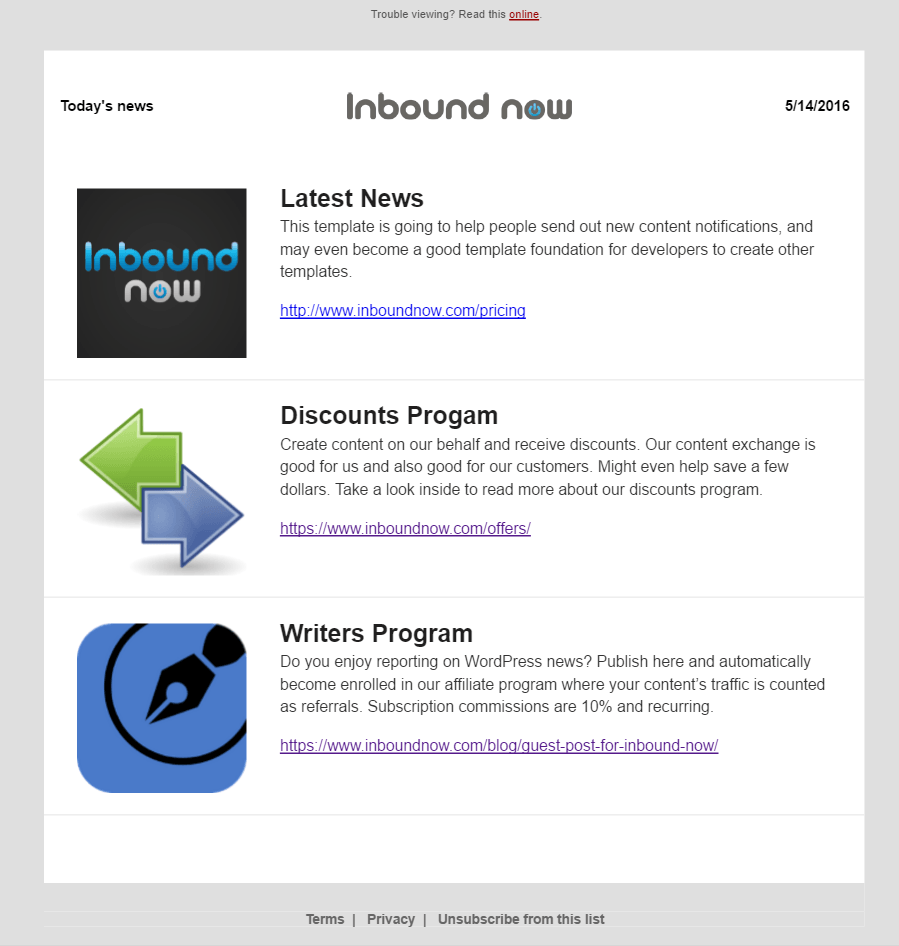 Trouble viewing? Read this online.
Today's news
Inbound now
5/14/2016
Inbound
now
Latest News
This template is going to help people send out new content notifications, and
may even become a good template foundation for developers to create other
templates.
http://www.inboundnow.com/pricing
Discounts Progam
Create content on our behalf and receive discounts. Our content exchange is
good for us and also good for our customers. Might even help save a few
dollars. Take a look inside to read more about our discounts program.
https://www.inboundnow.com/offers/
Writers Program
Do you enjoy reporting on WordPress news? Publish here and automatically
become enrolled in our affiliate program where your content’s traffic is counted
as referrals. Subscription commissions are 10% and recurring.
https://www.inboundnow.com/blog/guest-post-for-inbound-now/
Terms | Privacy | Unsubscribe from this list